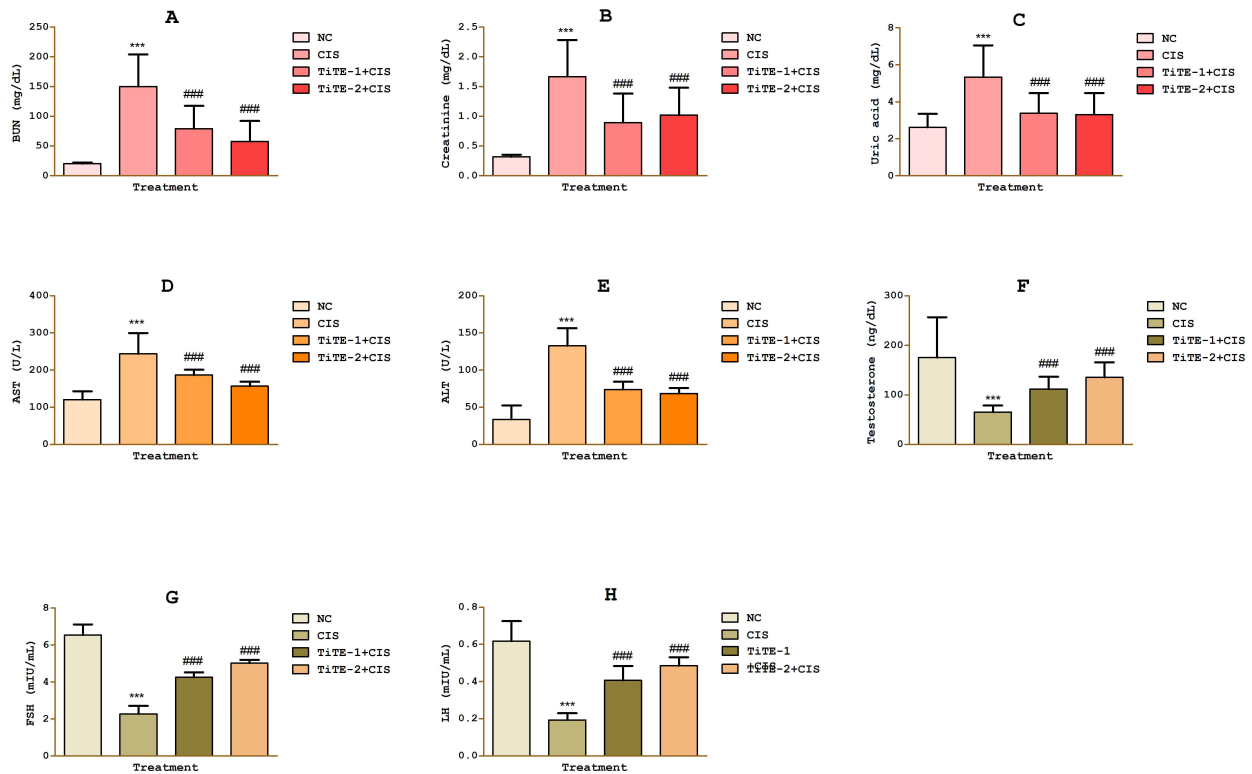 A
BUN (mg/dL)
250
200
150
100
50
0
***
###
###
Treatment
NC
CIS
TiTE-1+CIS
TiTE-2+CIS
B
Creatinine (mg/dL)
2.5
2.0
1.5
1.0
0.5
0.0
***
###
###
Treatment
NC
CIS
TiTE-1+CIS
TiTE-2+CIS
C
Uric acid (mg/dL)
8
6
4
2
0
***
###
###
Treatment
NC
CIS
TiTE-1+CIS
TiTE-2+CIS
D
AST (U/L)
400
300
200
100
0
***
###
###
Treatment
NC
CIS
TiTE-1+CIS
TiTE-2+CIS
E
ALT (U/L)
200
150
100
50
0
***
###
###
Treatment
NC
CIS
TiTE-1+CIS
TiTE-2+CIS
F
Testosterone (ng/dL)
300
200
100
0
***
###
###
Treatment
NC
CIS
TiTE-1+CIS
TiTE-2+CIS
G
FSH (mIU/mL)
8
6
4
2
0
***
###
###
Treatment
NC
CIS
TiTE-1+CIS
TiTE-2+CIS
H
LH (mIU/mL)
0.8
0.6
0.4
0.2
0.0
***
###
###
Treatment
NC
CIS
TiTE-1
+CIS
TiTE-2+CIS